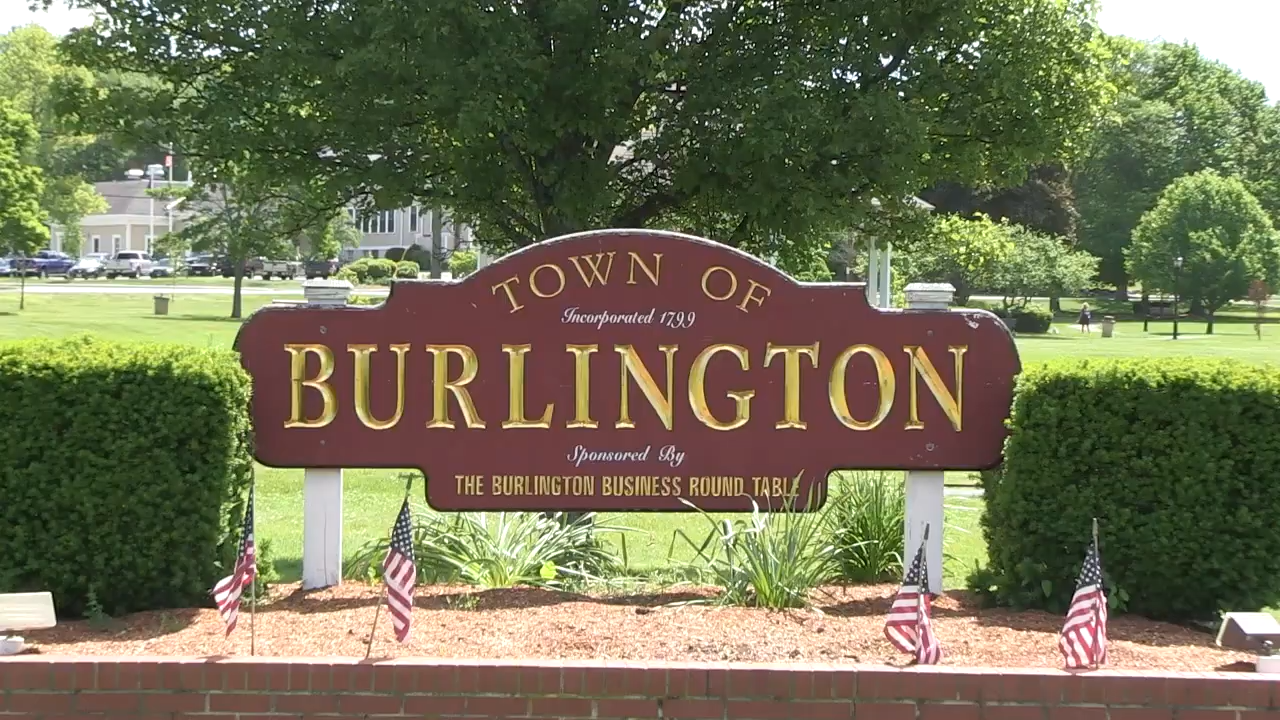 TOWN OF
Incorporated 1799
BURLINGTON
Sponsored By
THE BURLINGTON BUSINESS ROUND TABLE